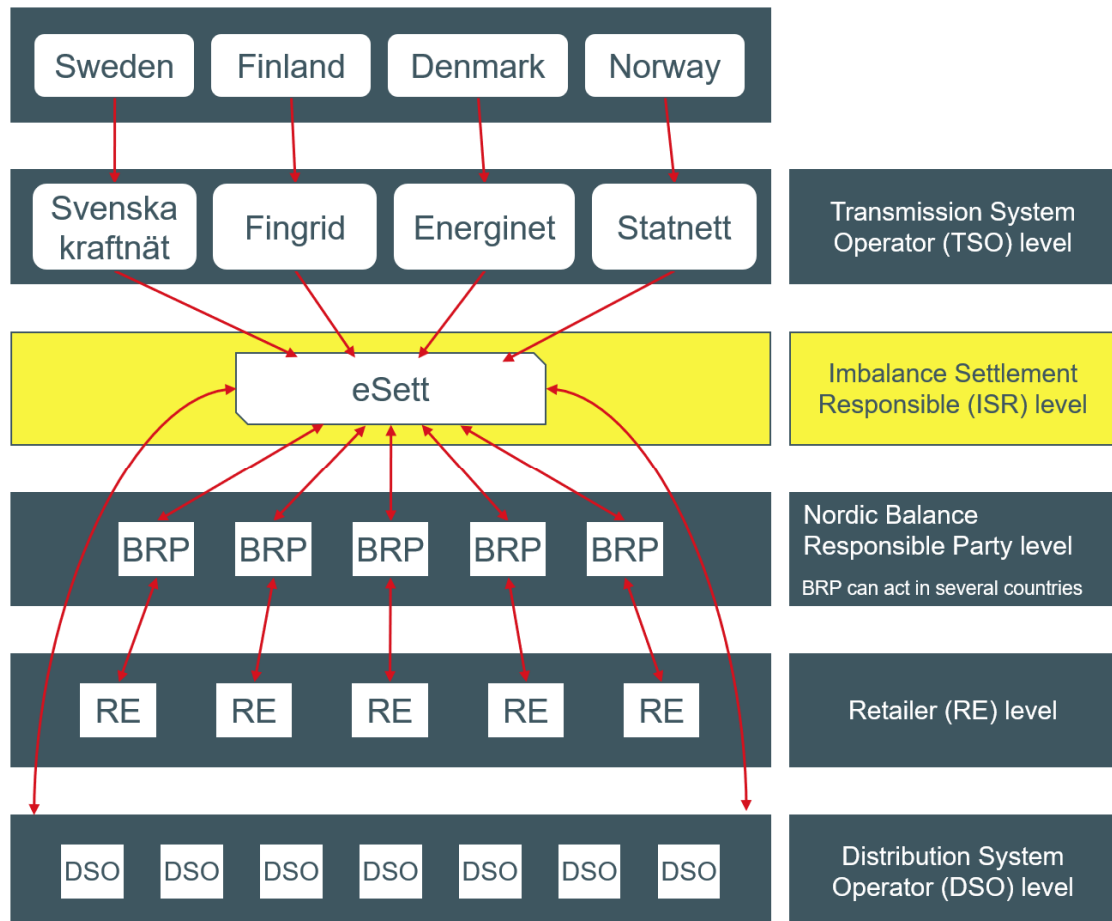 Sweden
Finland
Denmark
Norway
Svenska
kraftnät
Fingrid
Energinet
Statnett
Transmission System
Operator (TSO) level
eSett
Imbalance Settlement
Responsible (ISR) level
BRP
BRP
BRP
BRP
BRP
Nordic Balance
Responsible Party level
BRP can act in several countries
RE
RE
RE
RE
RE
Retailer (RE) level
DSO
DSO
DSO
DSO
DSO
DSO
DSO
Distribution System
Operator (DSO) level